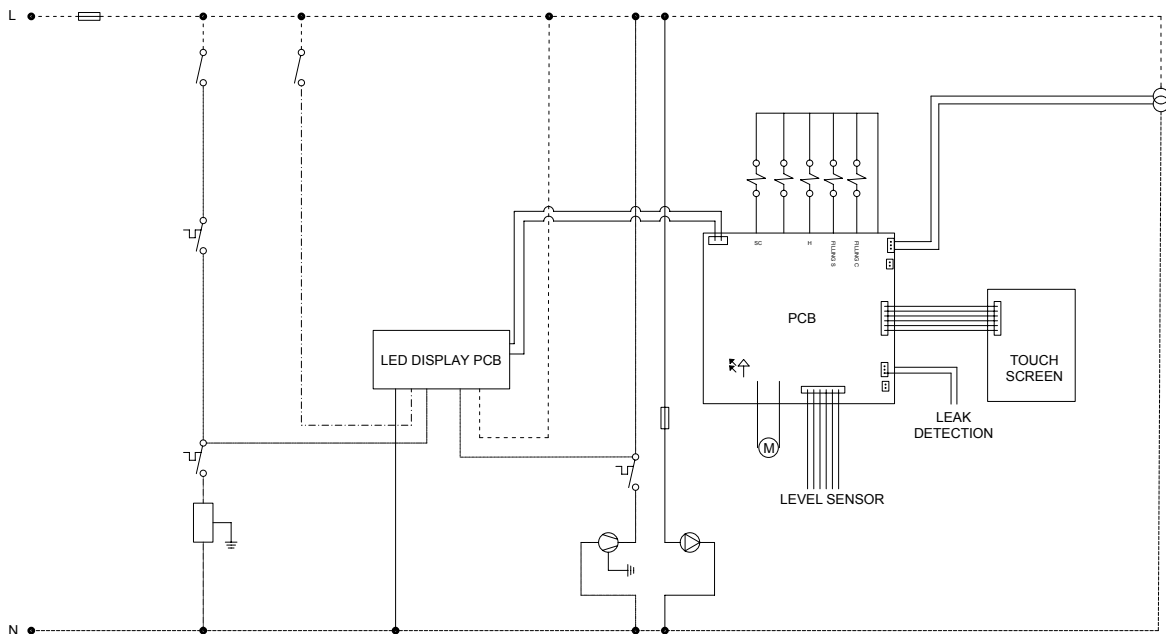 L
SC
H
FILLING S
FILLING C
PCB
LED DISPLAY PCB
TOUCH
SCREEN
LEAK
DETECTION
M
LEVEL SENSOR
N